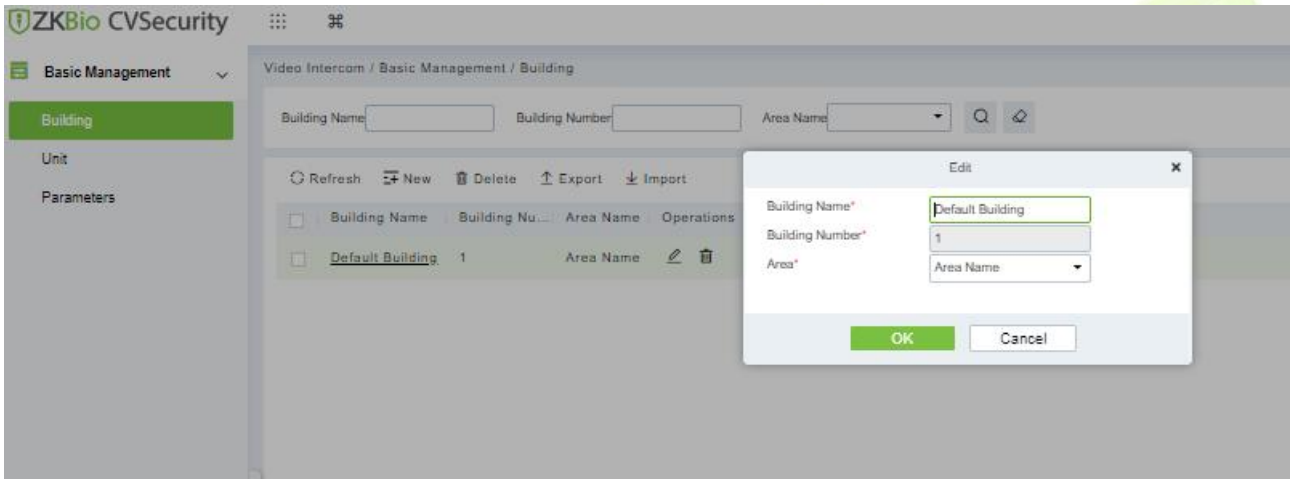 ZKBio CVSecurity
Basic Management
Building
Unit
Parameters
Video Intercom / Basic Management / Building
Building Name Building Number Area Name
Refresh New Delete Export Import
Building Name Building Nu... Area Name Operations
Default Building 1 Area Name
Edit
Building Name* Default Building
Building Number* 1
Area* Area Name
OK Cancel